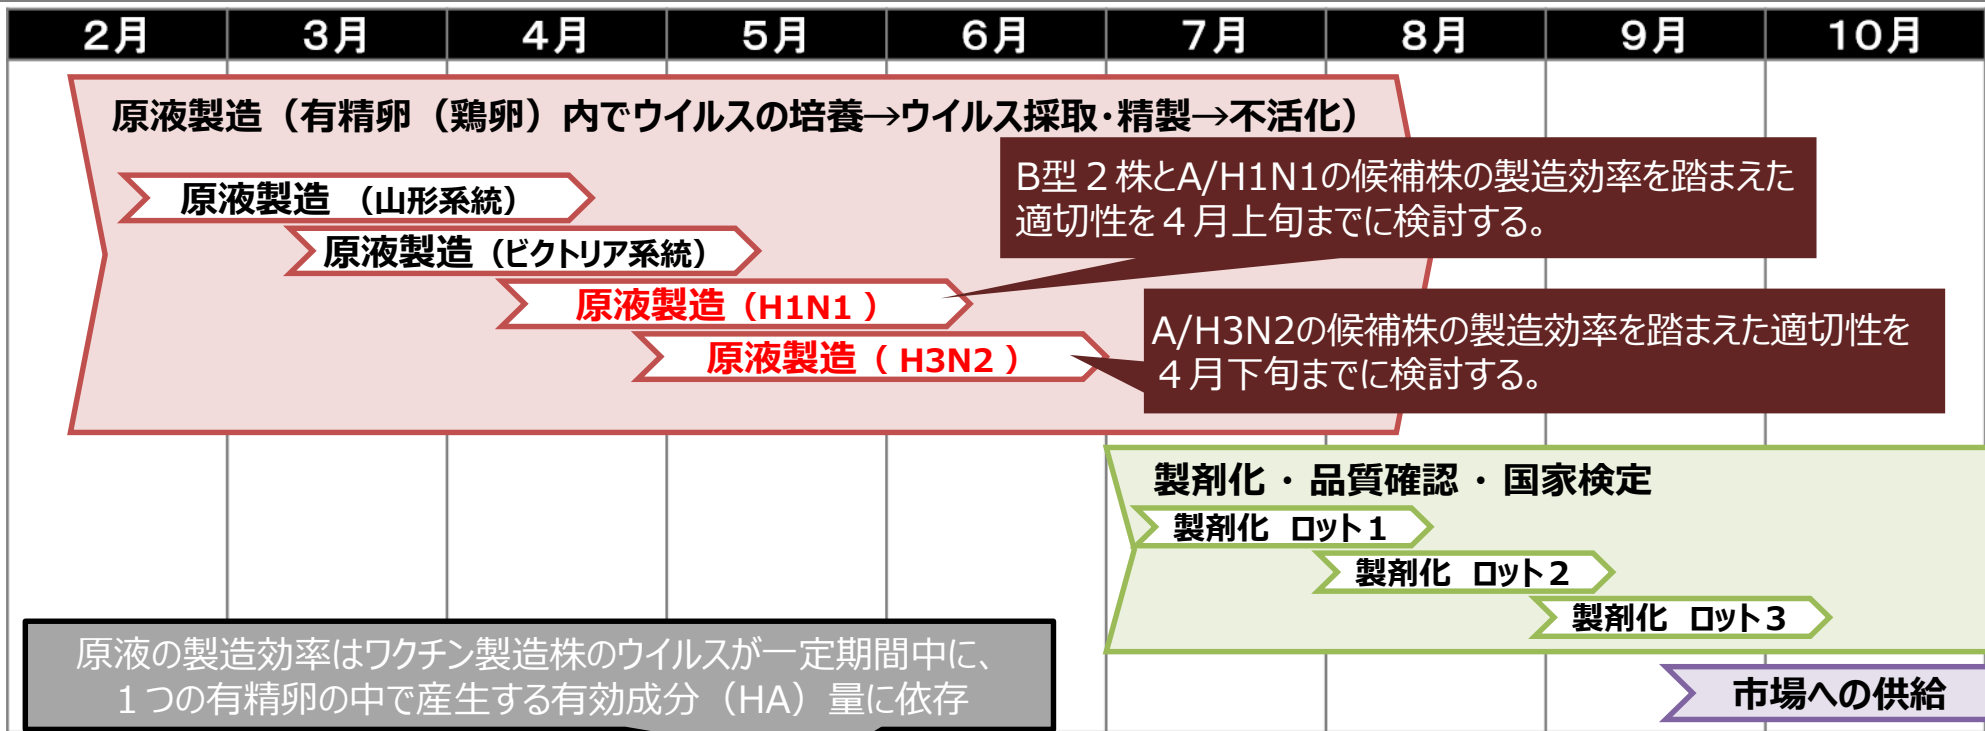 2月 3月 4月 5月 6月 7月 8月 9月 10月
原液製造（有精卵（鶏卵）内でウイルスの培養→ウイルス採取・精製→不活化）
原液製造 （山形系統）
原液製造（ビクトリア系統）
原液製造（H1N1 ）
原液製造（ H3N2 ）
B型２株とA/H1N1の候補株の製造効率を踏まえた
適切性を４月上旬までに検討する。
A/H3N2の候補株の製造効率を踏まえた適切性を
４月下旬までに検討する。
製剤化・品質確認・国家検定
製剤化 ロット１
製剤化 ロット２
製剤化 ロット３
市場への供給
原液の製造効率はワクチン製造株のウイルスが一定期間中に、
１つの有精卵の中で産生する有効成分（HA）量に依存